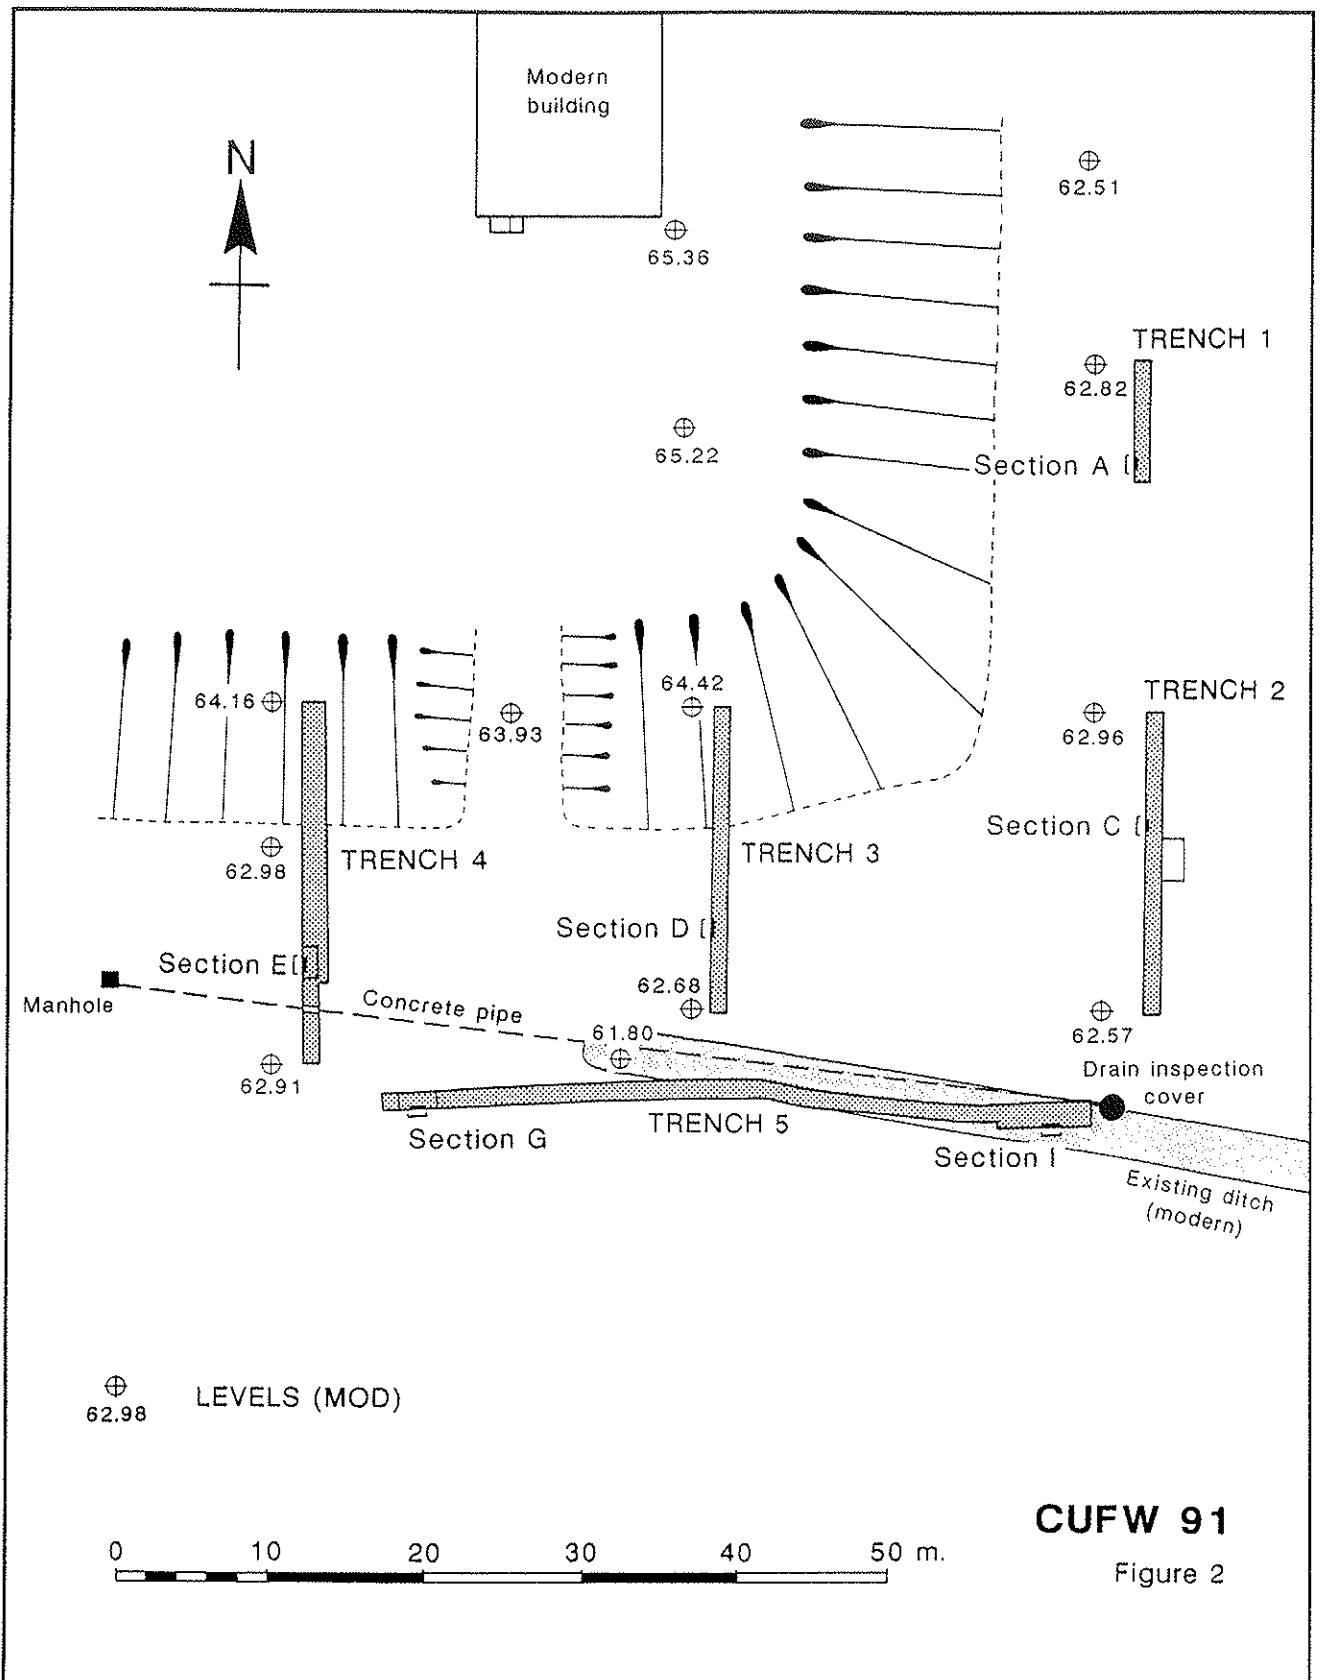 Modern
building
N
62.51
65.36
TRENCH 1
62.82
65.22
Section A
64.16
64.42
TRENCH 2
63.93
62.96
Section C
TRENCH 4
TRENCH 3
62.98
Section D
Section E
Manhole
Concrete pipe
62.68
61.80
62.57
62.91
Drain inspection
cover
TRENCH 5
Section G
Section I
Existing ditch
(modern)
62.98
LEVELS (MOD)
CUFW 91
Figure 2
0 10 20 30 40 50 m.